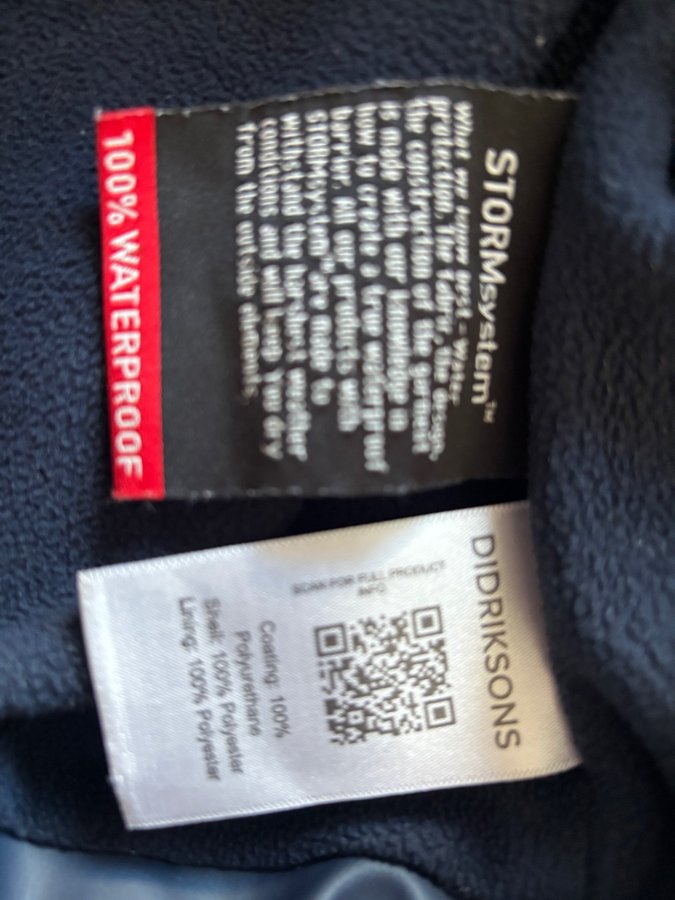 STORMsystem™
What we know best - Water
protection. The fabric, the design,
the construction of the garment
is made with our knowledge in
how to create a true waterproof
barrier. All our products with
STORMsystem™ are made to
withstand the harshest weather
conditions and will keep you dry
from the outside elements.
100% WATERPROOF
DIDRIKSONS
SCAN FOR FULL PRODUCT
INFO
Coating: 100%
Polyurethane
Shell: 100% Polyester
Lining: 100% Polyester